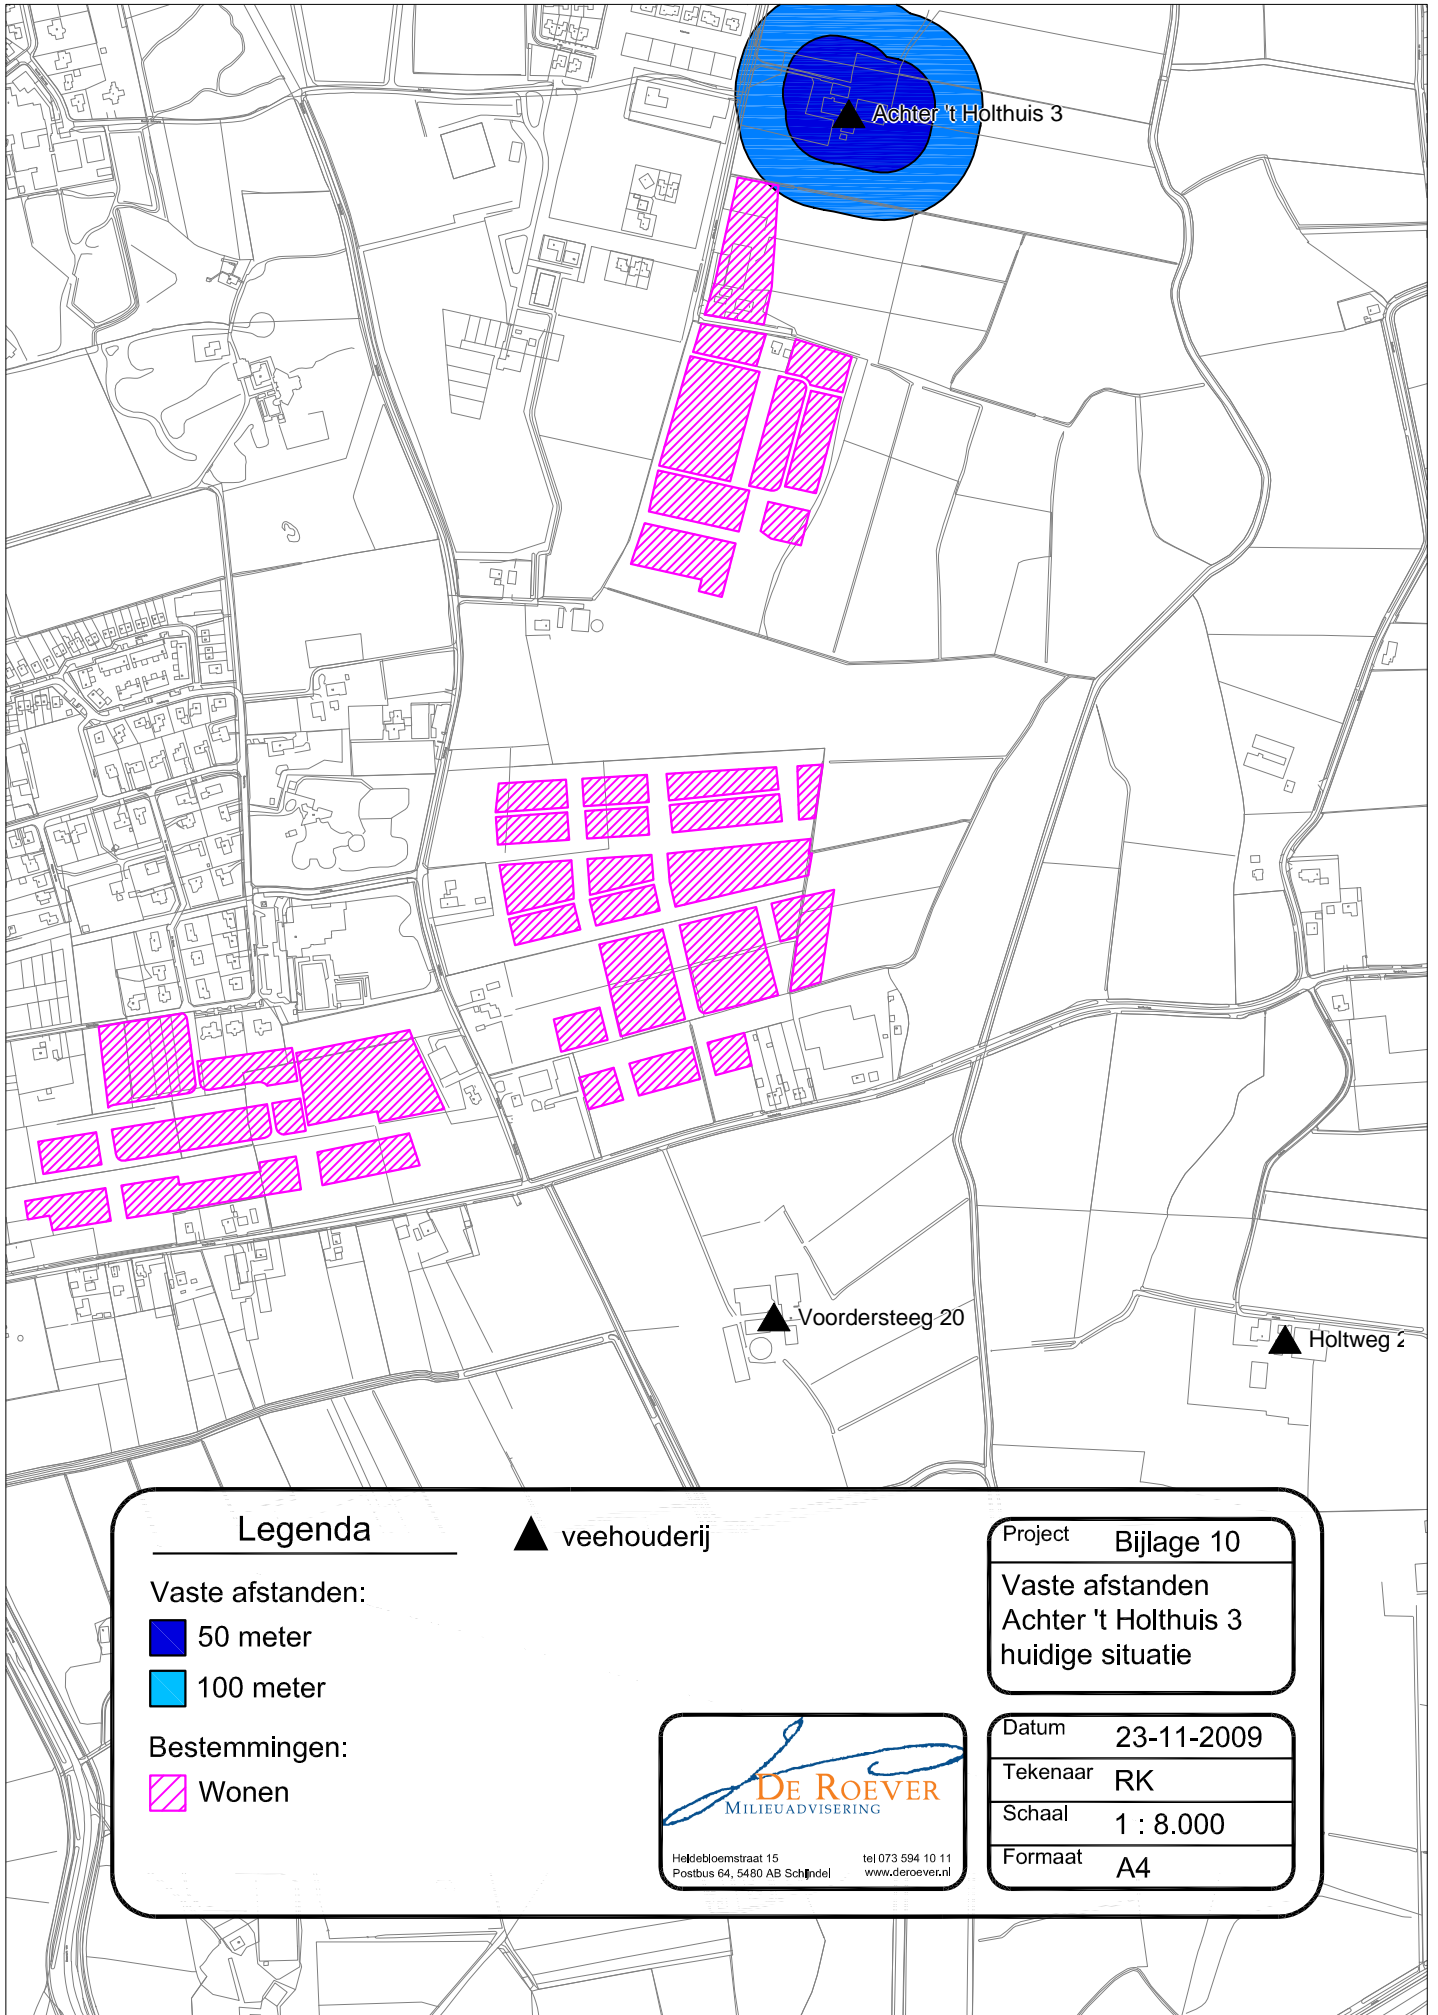 Achter 't Holthuis 3
Voordersteeg 20
Holtweg 2
Legenda
veehouderij
Vaste afstanden:
50 meter
100 meter
Bestemmingen:
Wonen
Project Bijlage 10
Vaste afstanden
Achter 't Holthuis 3
huidige situatie
DE ROEVER
MILIEUADVISERING
Heidebloemstraat 15 tel 073 594 10 11
Postbus 64, 5480 AB Schijndel www.deroever.nl
Datum 23-11-2009
Tekenaar RK
Schaal 1 : 8.000
Formaat A4